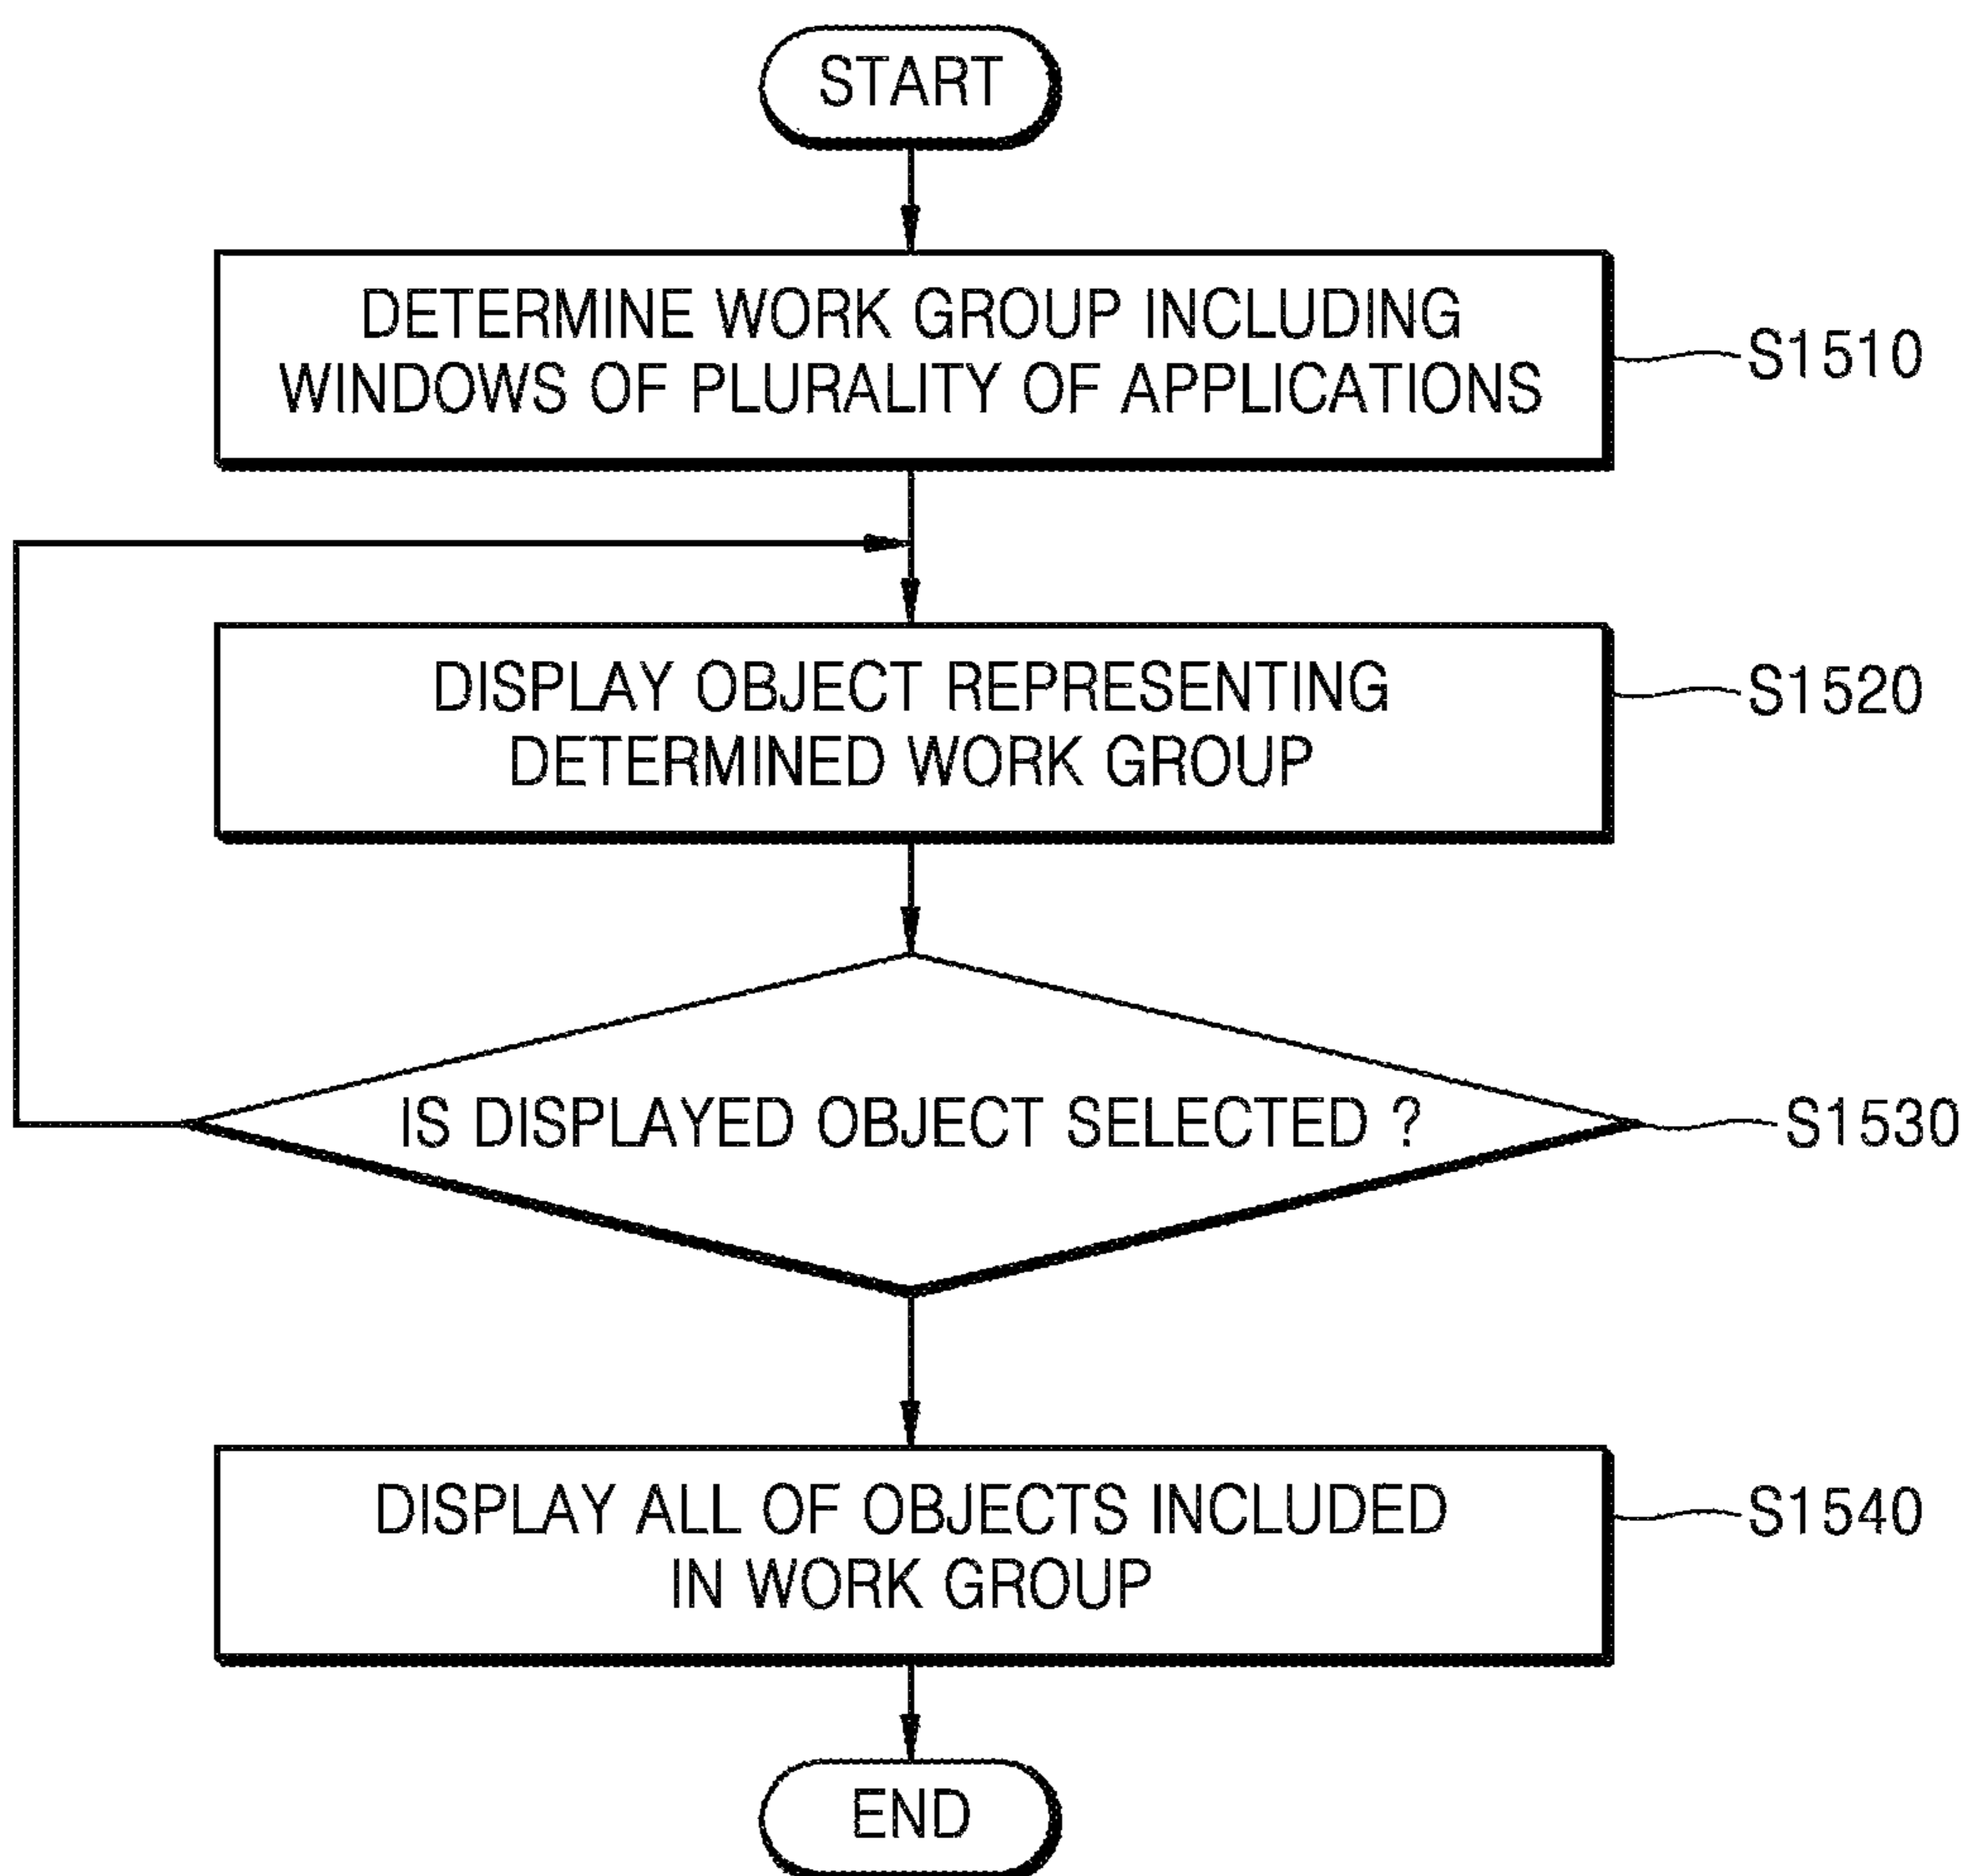 START
DETERMINE WORK GROUP INCLUDING
WINDOWS OF PLURALITY OF APPLICATIONS
S1510
DISPLAY OBJECT REPRESENTING
DETERMINED WORK GROUP
S1520
IS DISPLAYED OBJECT SELECTED ?
S1530
DISPLAY ALL OF OBJECTS INCLUDED
IN WORK GROUP
S1540
END